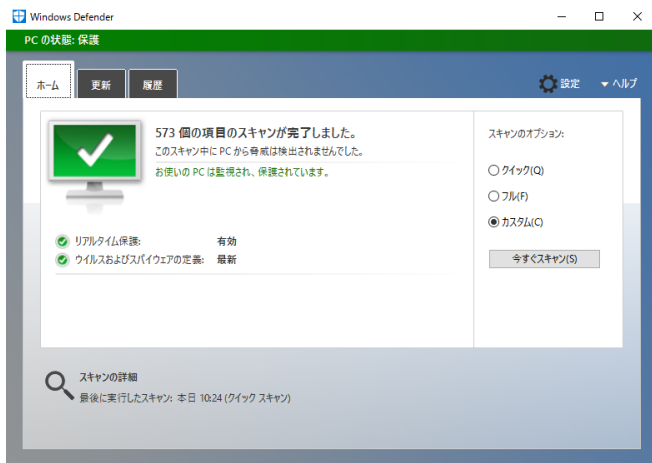 Windows Defender
PC の状態: 保護
ホーム
更新
履歴
設定
ヘルプ
573 個の項目のスキャンが完了しました。
このスキャン中に PC から脅威は検出されませんでした。
お使いの PC は監視され、保護されています。
リアルタイム保護: 有効
ウイルスおよびスパイウェアの定義: 最新
スキャンのオプション:
クイック(Q)
フル(F)
カスタム(C)
今すぐスキャン(S)
スキャンの詳細
最後に実行したスキャン: 本日 10:24 (クイック スキャン)